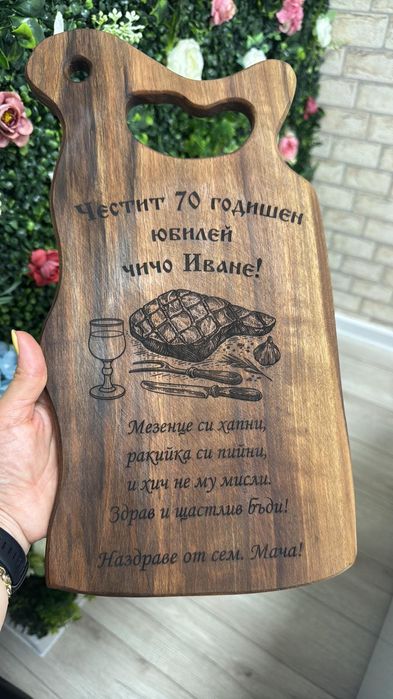 Честит 70 годишен
юбилей
чичо Иване!
Мезенце си хапни,
ракийка си пийни,
и хич не му мисли.
Здрав и щастлив бъди!
Наздраве от сем. Мача!